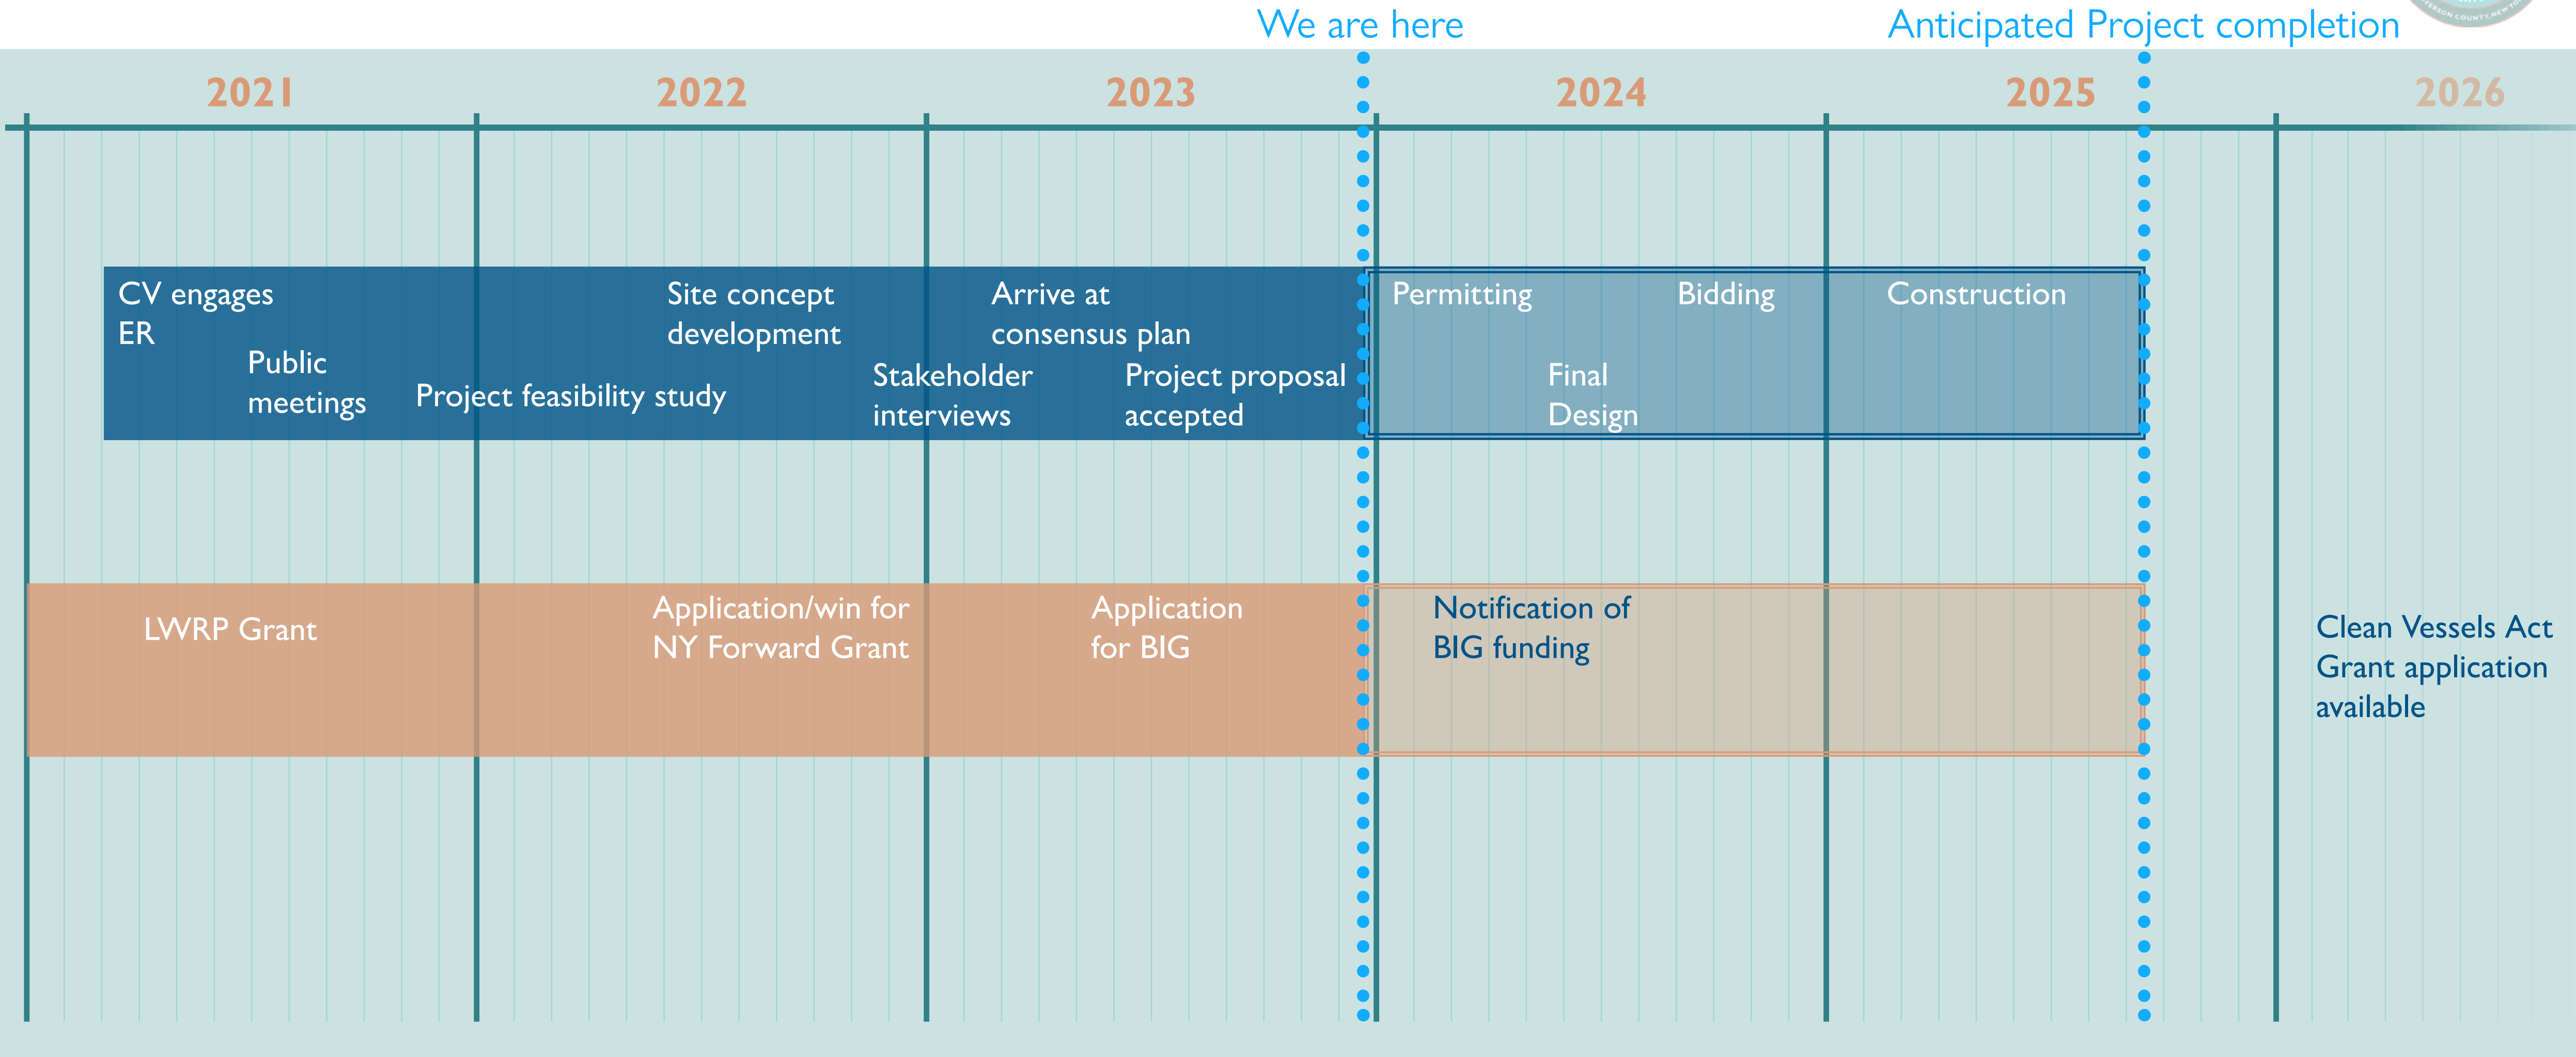 We are here
Anticipated Project completion
2021
2022
2023
2024
2025
2026
CV engages
ER
Public
meetings
Project feasibility study
Site concept
development
Stakeholder
interviews
Arrive at
consensus plan
Project proposal
accepted
Permitting
Final
Design
Bidding
Construction
LWRP Grant
Application/win for
NY Forward Grant
Application
for BIG
Notification of
BIG funding
Clean Vessels Act
Grant application
available
COUNTY, NEW